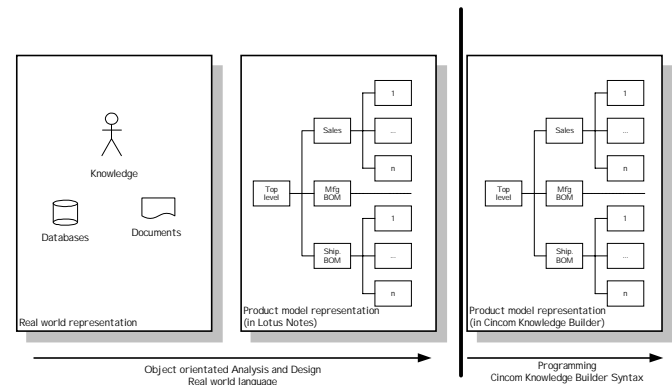 Knowledge
Databases
Documents
Real world representation
Top
level
Sales
Mfg
BOM
Ship.
BOM
1
...
n
1
...
n
Product model representation
(in Lotus Notes)
Top
level
Sales
Mfg
BOM
Ship.
BOM
1
...
n
1
...
n
Product model representation
(in Cincom Knowledge Builder)
Object orientated Analysis and Design
Real world language
Programming
Cincom Knowledge Builder Syntax